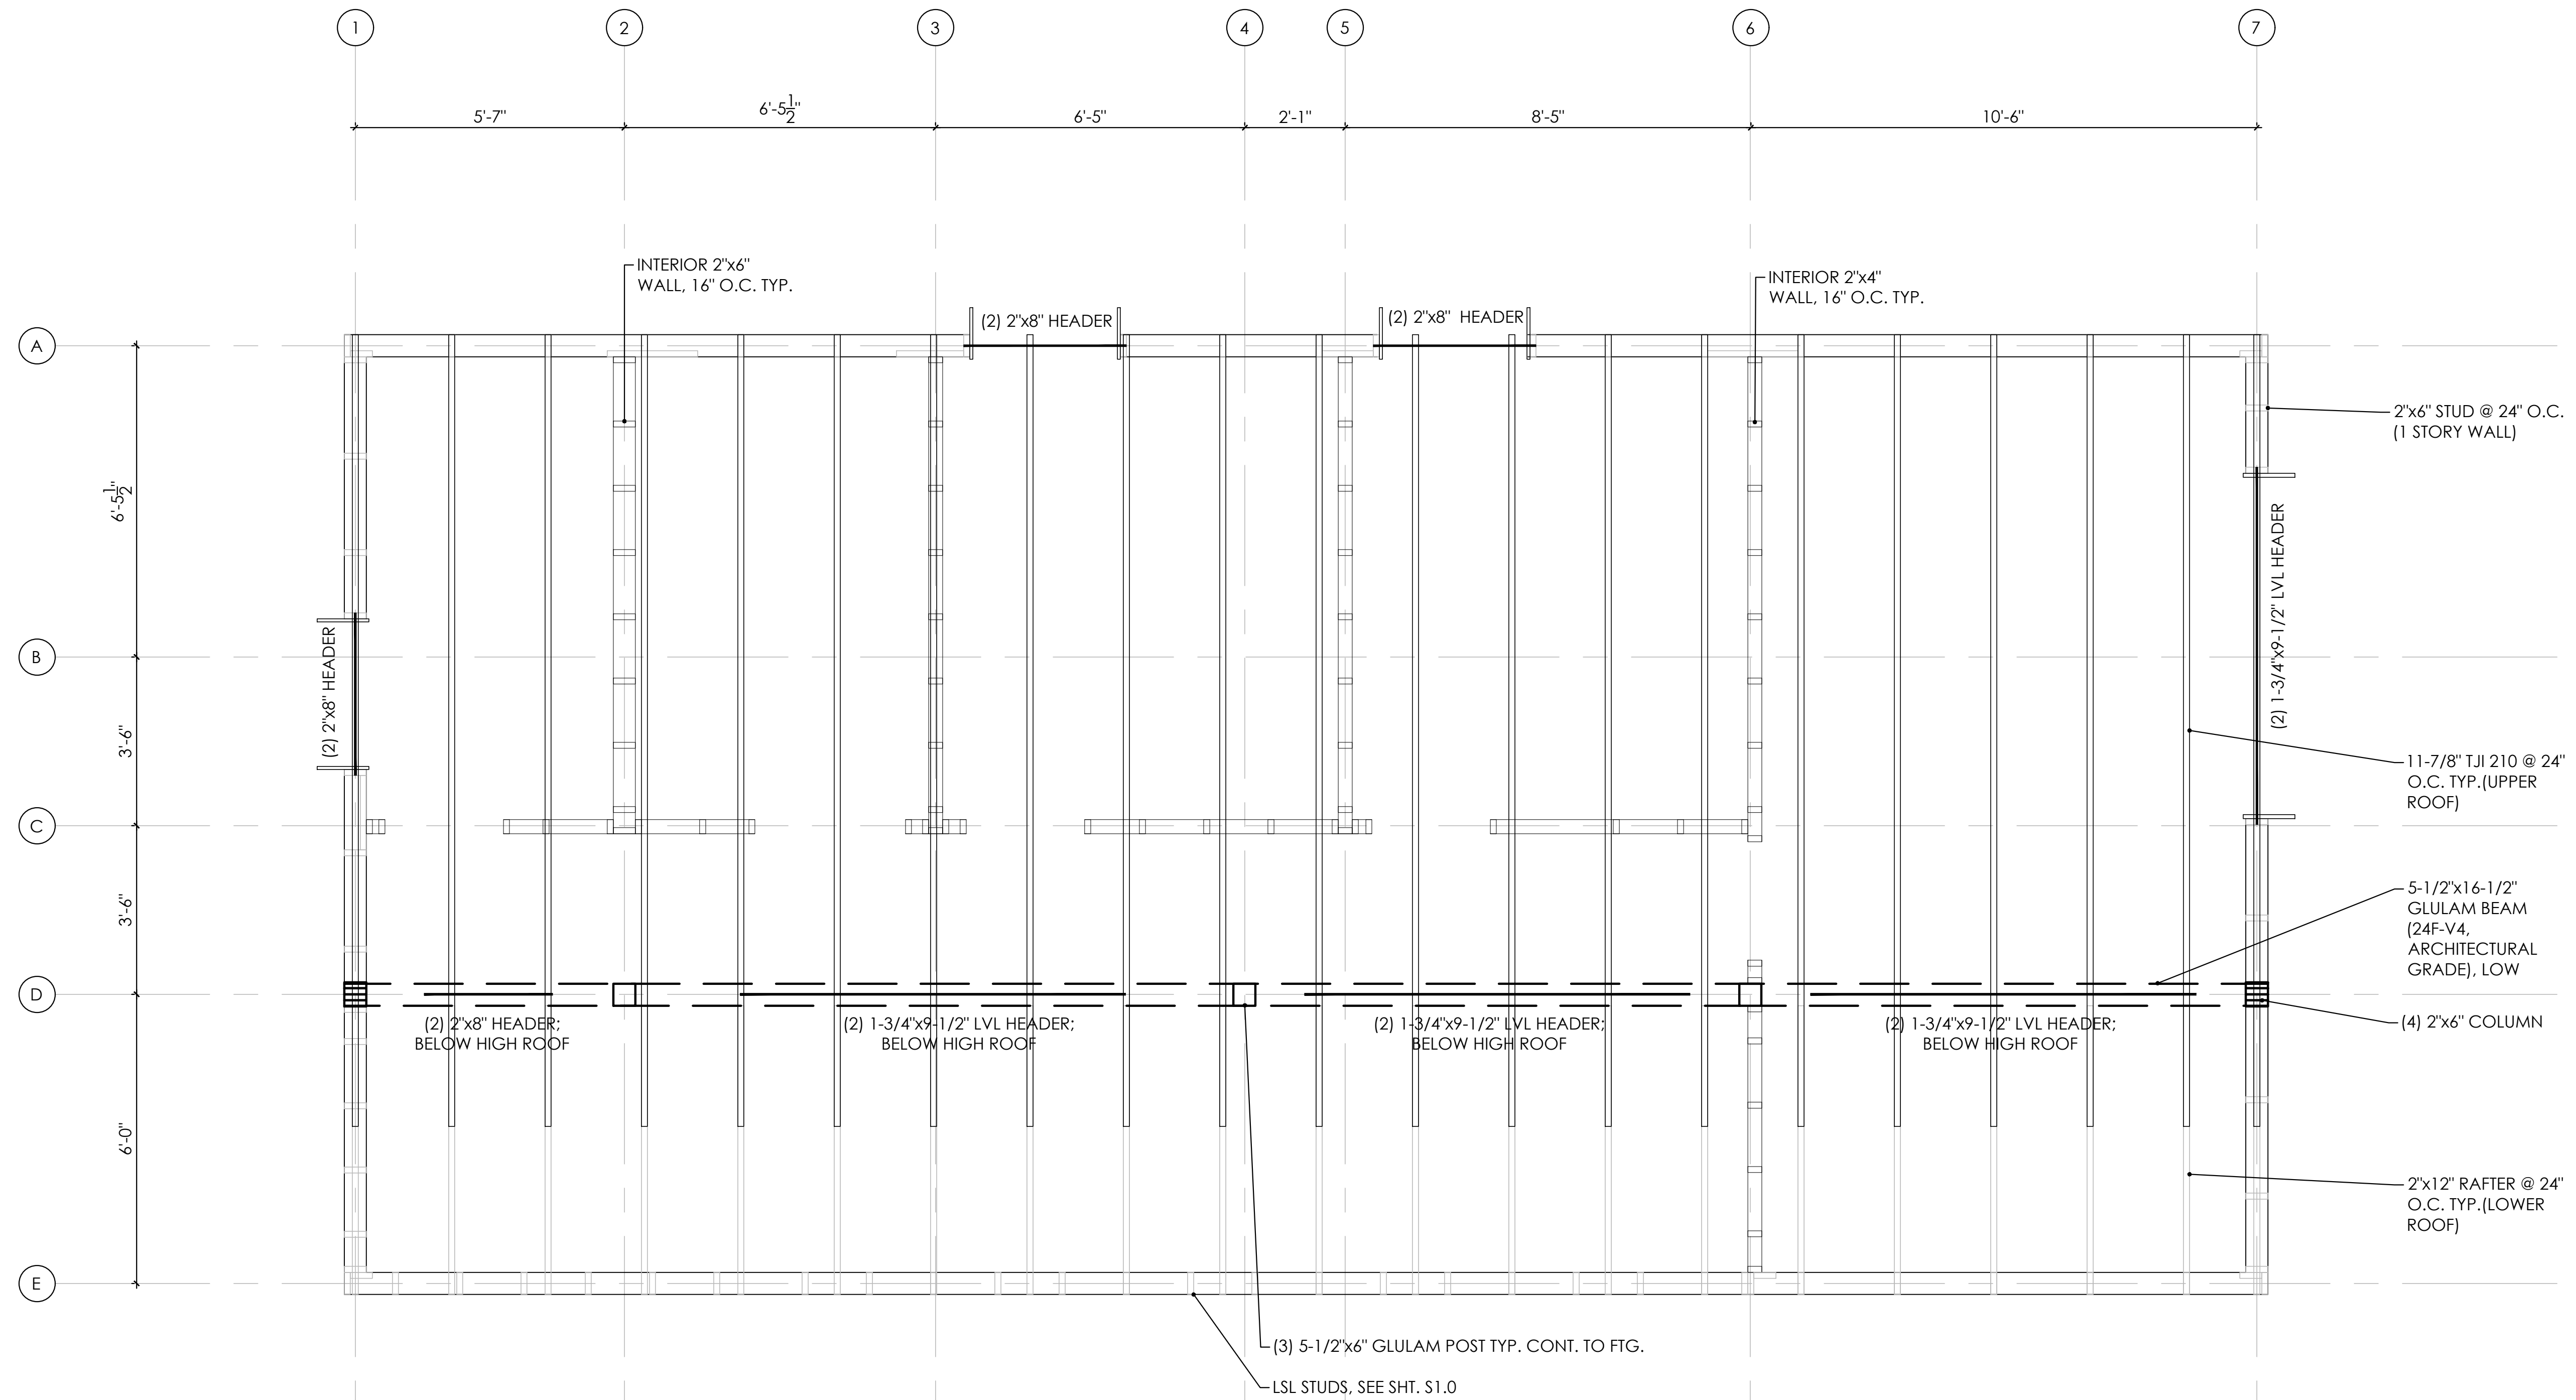 1
2
3
4
5
6
7
5'-7"
6'-5 1/2"
6'-5"
2'-1"
8'-5"
10'-6"
INTERIOR 2"x6"
WALL, 16" O.C. TYP.
INTERIOR 2"x4"
WALL, 16" O.C. TYP.
(2) 2"x8" HEADER
(2) 2"x8" HEADER
A
B
C
D
E
6'-5 1/2"
3'-6"
3'-6"
6'-0"
(2) 2"x8" HEADER
(2) 1-3/4"x9-1/2" LVL HEADER
2"x6" STUD @ 24" O.C.
(1 STORY WALL)
11-7/8" TJI 210 @ 24"
O.C. TYP.(UPPER
ROOF)
5-1/2"x16-1/2"
GLULAM BEAM
(24F-V4,
ARCHITECTURAL
GRADE), LOW
(4) 2"x6" COLUMN
2"x12" RAFTER @ 24"
O.C. TYP.(LOWER
ROOF)
(2) 2"x8" HEADER;
BELOW HIGH ROOF
(2) 1-3/4"x9-1/2" LVL HEADER;
BELOW HIGH ROOF
(2) 1-3/4"x9-1/2" LVL HEADER;
BELOW HIGH ROOF
(2) 1-3/4"x9-1/2" LVL HEADER;
BELOW HIGH ROOF
(3) 5-1/2"x6" GLULAM POST TYP. CONT. TO FTG.
LSL STUDS, SEE SHT. S1.0